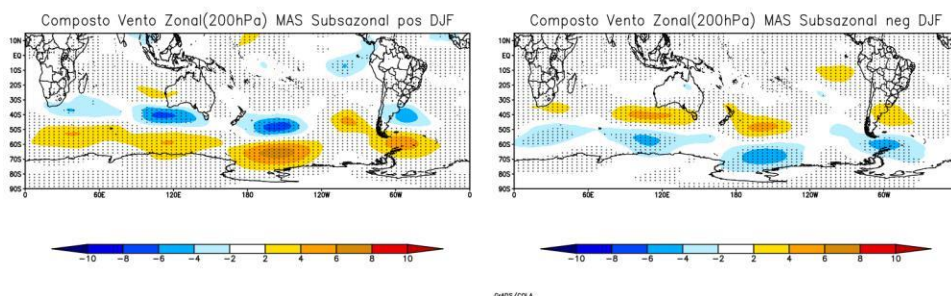 Composto Vento Zonal(200hPa) MAS Subsazonal pos DJF
Composto Vento Zonal(200hPa) MAS Subsazonal neg DJF
10N
EQ
10S
20S
30S
40S
50S
60S
70S
80S
90S
0
60E
120E
180
120W
60W
10N
EQ
10S
20S
30S
40S
50S
60S
70S
80S
90S
0
60E
120E
180
120W
60W
-10 -8 -6 -4 -2 2 4 6 8 10
-10 -8 -6 -4 -2 2 4 6 8 10
GrADS/COLA